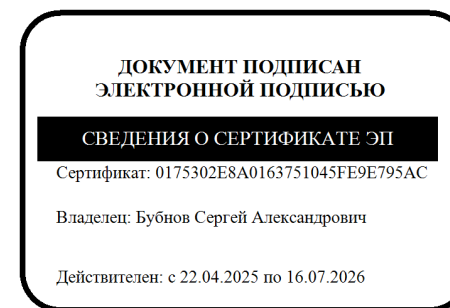 ДОКУМЕНТ ПОДПИСАН
ЭЛЕКТРОННОЙ ПОДПИСЬЮ
СВЕДЕНИЯ О СЕРТИФИКАТЕ ЭП
Сертификат: 0175302E8A0163751045FE9E795AC
Владелец: Бубнов Сергей Александрович
Действителен: с 22.04.2025 по 16.07.2026